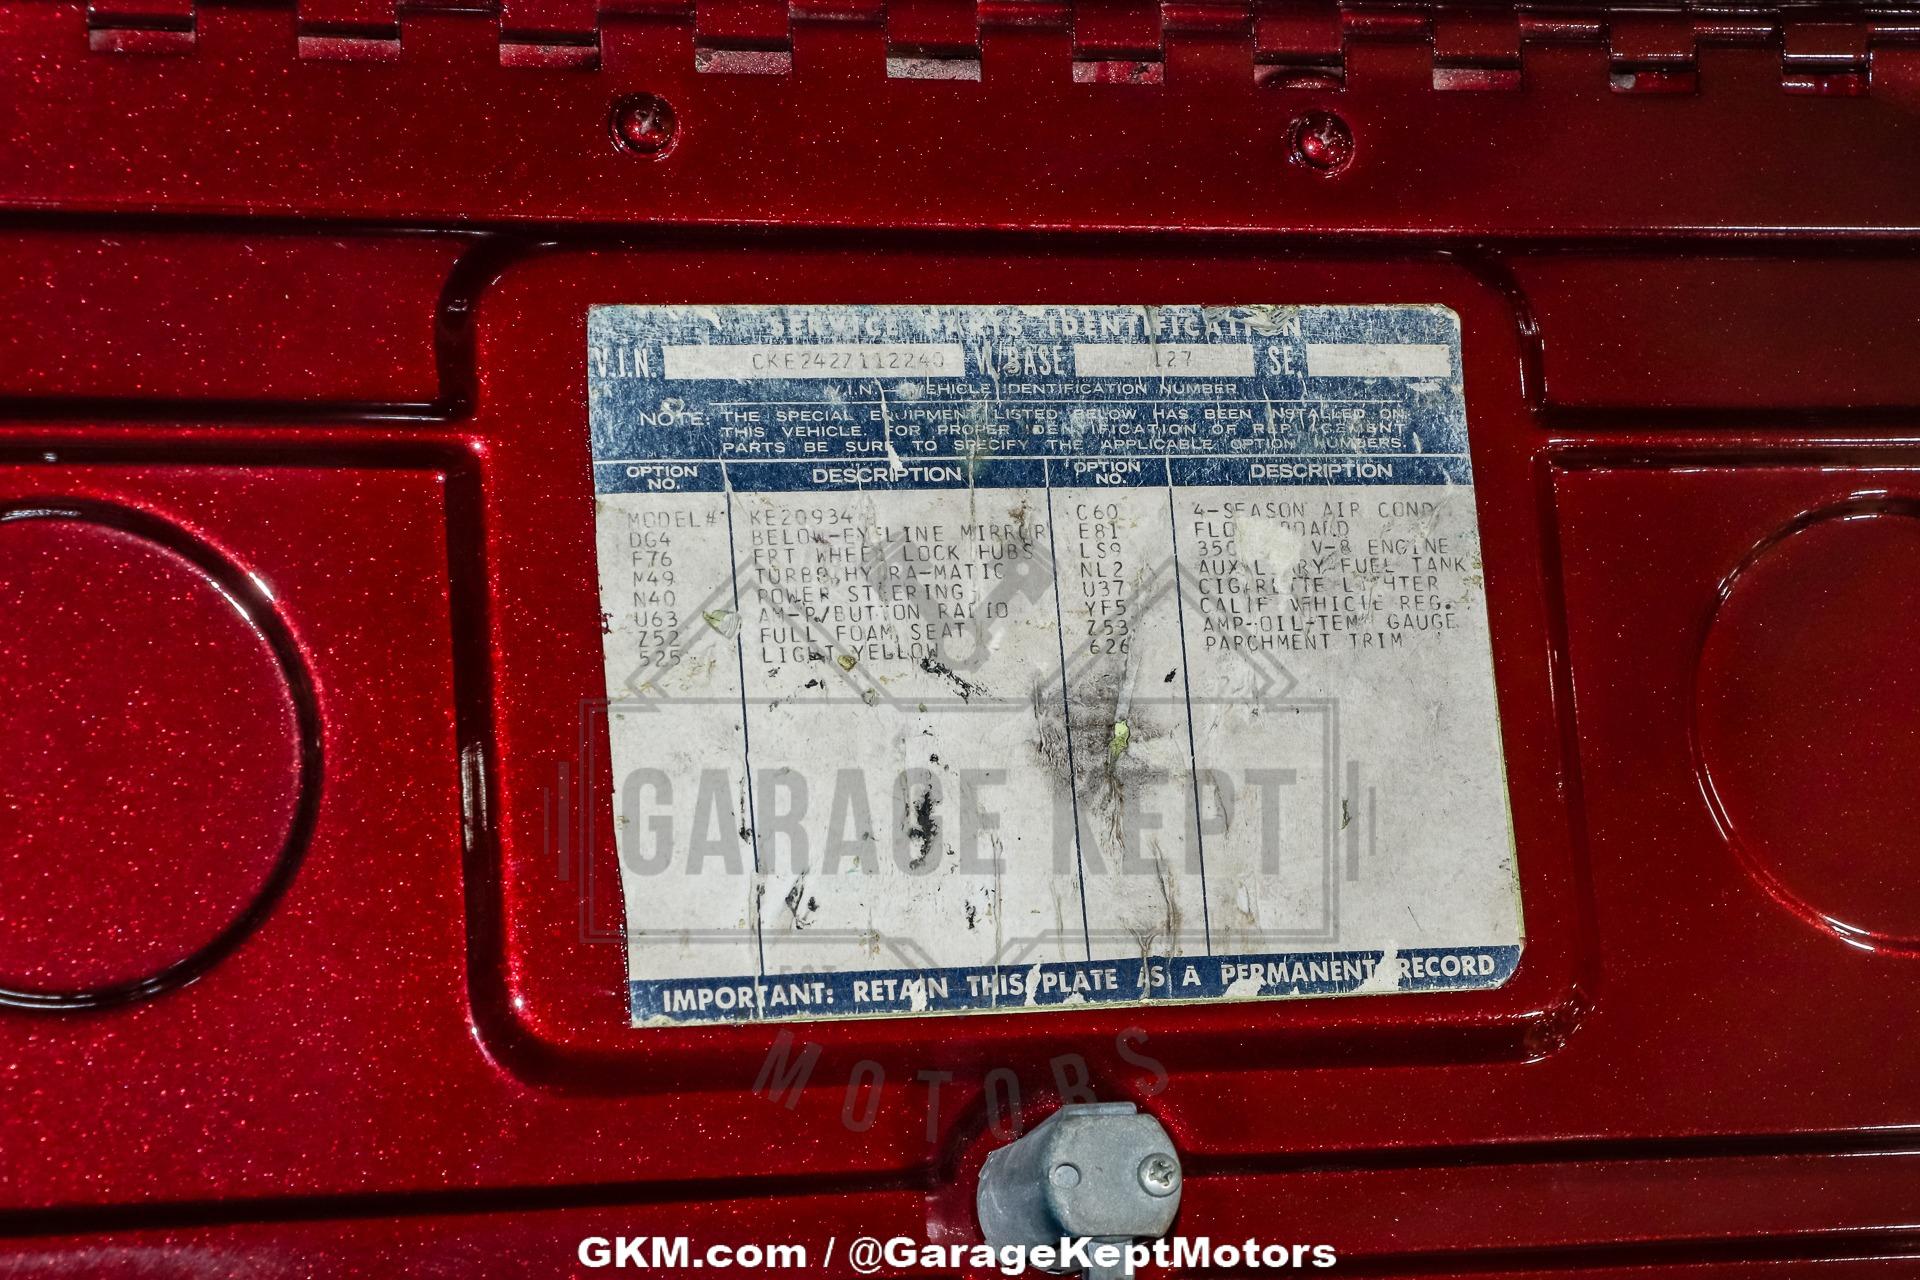 SERVICE PARTS IDENTIFICATION
V.I.N. CKE242Z112240 W/BASE 127 SE.
V.I.N. — VEHICLE IDENTIFICATION NUMBER
NOTE: THE SPECIAL EQUIPMENT LISTED BELOW HAS BEEN INSTALLED ON
THIS VEHICLE. FOR PROPER IDENTIFICATION OF REPLACEMENT
PARTS BE SURE TO SPECIFY THE APPLICABLE OPTION NUMBERS.
OPTION NO. DESCRIPTION OPTION NO. DESCRIPTION
MODEL# KE20934 C60 4-SEASON AIR COND.
DG4 BELOW-EYELINE MIRROR E81 FLOORBOARD
F76 FRT WHEEL LOCK HUBS LS9 350 V-8 ENGINE
M49 TURBO HYDRA-MATIC NL2 AUXILIARY FUEL TANK
N40 POWER STEERING U37 CIGARETTE LIGHTER
U63 AM-P/BUTTON RADIO YF5 CALIF VEHICLE REG.
Z52 FULL FOAM SEAT Z53 AMP-OIL-TEMP GAUGE
525 LIGHT YELLOW 626 PARCHMENT TRIM
GARAGE KEPT
EST
IMPORTANT: RETAIN THIS PLATE AS A PERMANENT RECORD
MOTORS
GKM.com / @GarageKeptMotors